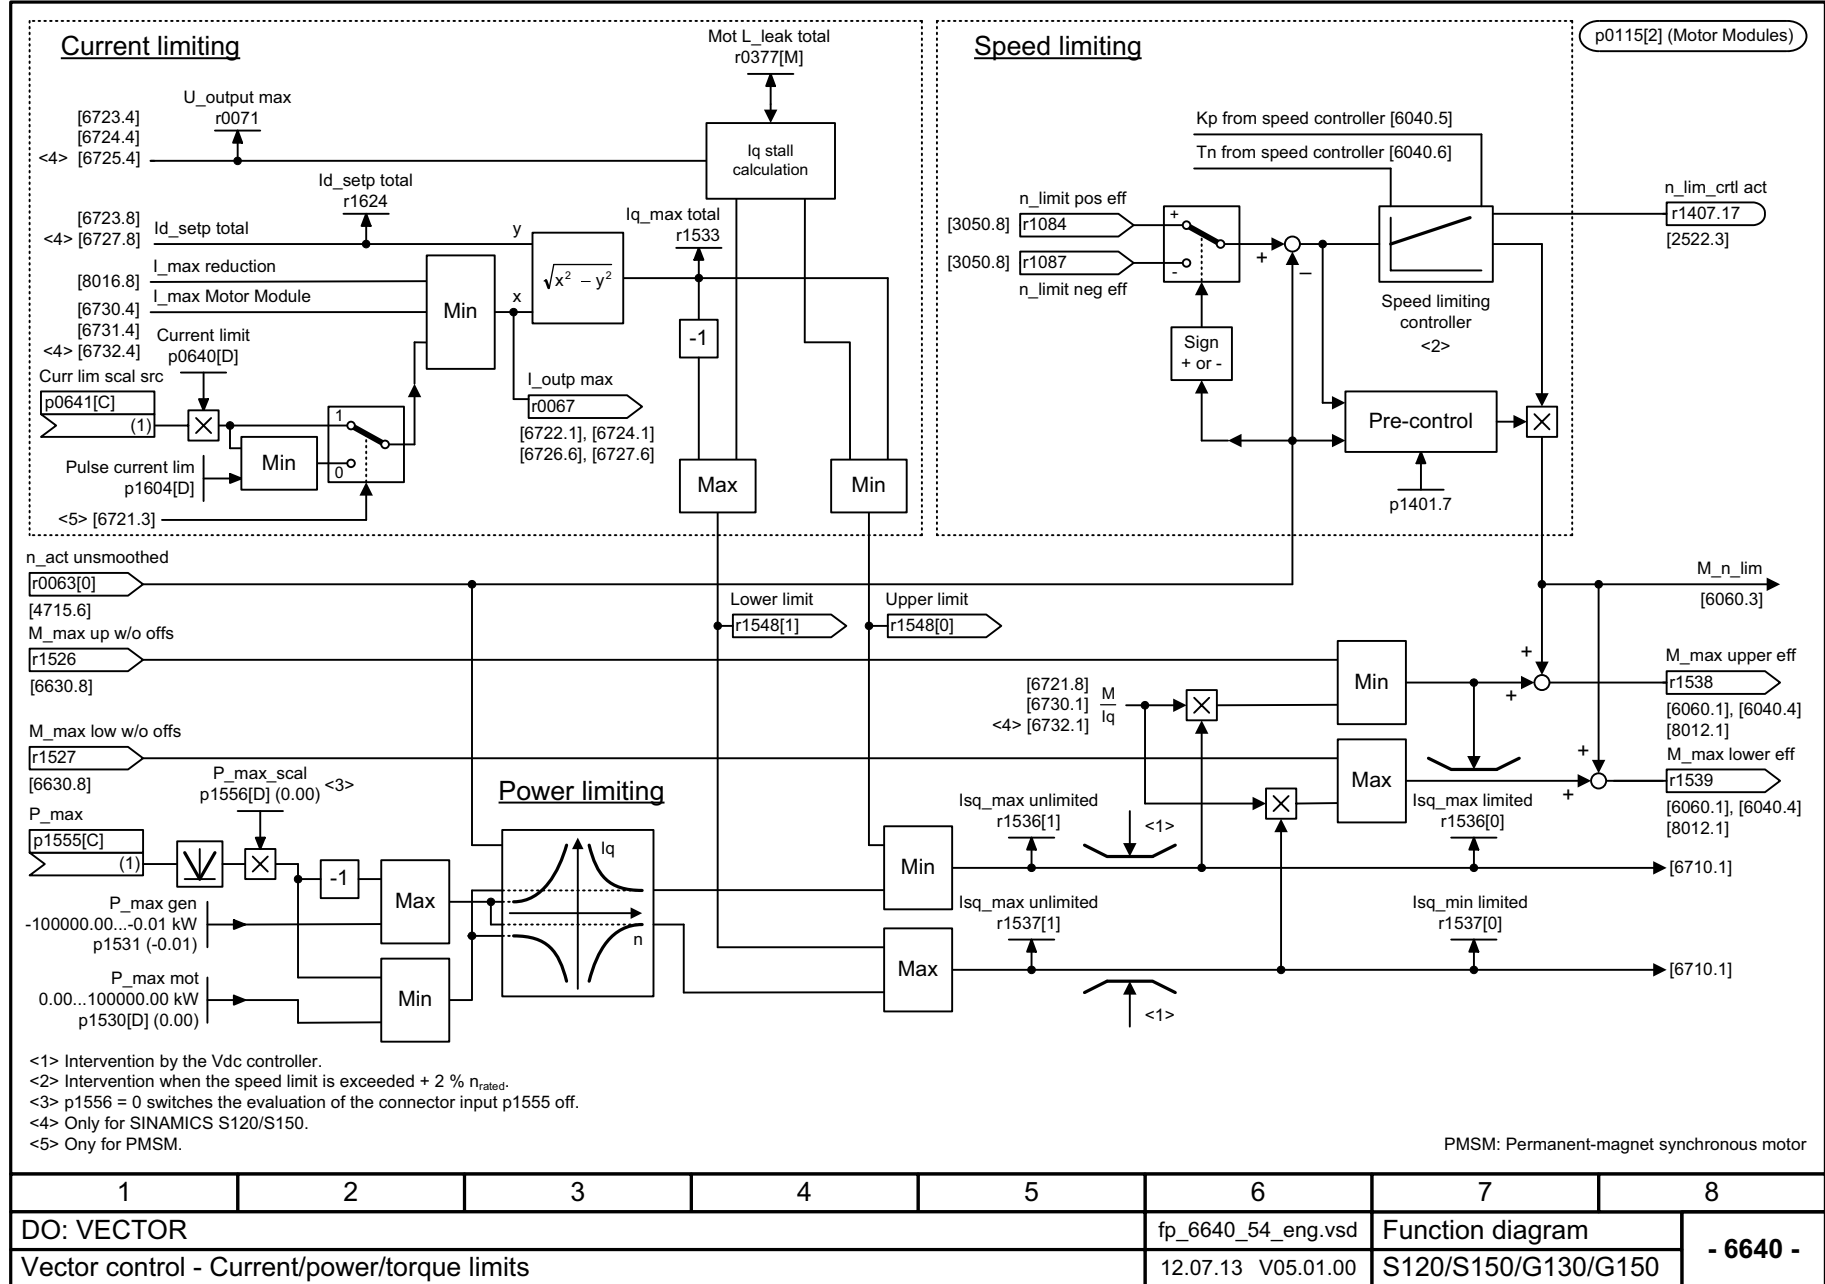 Current limiting
Mot L_leak total
r0377[M]
Speed limiting
p0115[2] (Motor Modules)
U_output max
r0071
[6723.4]
[6724.4]
<4> [6725.4]
Iq stall
calculation
Kp from speed controller [6040.5]
Tn from speed controller [6040.6]
Id_setp total
r1624
[6723.8]
<4> [6727.8]
Id_setp total
y
Iq_max total
r1533
n_limit pos eff
[3050.8]
r1084
+
n_lim_crtl act
r1407.17
[2522.3]
I_max reduction
[8016.8]
I_max Motor Module
[6730.4]
[6731.4]
<4> [6732.4]
Min
x
√x² – y²
[3050.8]
r1087
-
n_limit neg eff
+
–
Speed limiting
controller
<2>
-1
Sign
+ or -
Current limit
p0640[D]
Curr lim scal src
p0641[C]
(1)
I_outp max
r0067
[6722.1], [6724.1]
[6726.6], [6727.6]
1
0
Min
Pulse current lim
p1604[D]
<5> [6721.3]
Max
Min
Pre-control
p1401.7
n_act unsmoothed
r0063[0]
[4715.6]
M_n_lim
[6060.3]
Lower limit
r1548[1]
Upper limit
r1548[0]
M_max up w/o offs
r1526
[6630.8]
[6721.8]
[6730.1]
<4> [6732.1]
M
Iq
Min
+
+
M_max upper eff
r1538
[6060.1], [6040.4]
[8012.1]
M_max low w/o offs
r1527
[6630.8]
Max
+
+
M_max lower eff
r1539
[6060.1], [6040.4]
[8012.1]
P_max_scal
p1556[D] (0.00) <3>
Power limiting
P_max
p1555[C]
(1)
-1
Max
Iq
n
Min
Isq_max unlimited
r1536[1]
<1>
Isq_max limited
r1536[0]
[6710.1]
P_max gen
-100000.00...-0.01 kW
p1531 (-0.01)
Max
Isq_max unlimited
r1537[1]
<1>
Isq_min limited
r1537[0]
[6710.1]
P_max mot
0.00...100000.00 kW
p1530[D] (0.00)
Min
<1> Intervention by the Vdc controller.
<2> Intervention when the speed limit is exceeded + 2 % nrated.
<3> p1556 = 0 switches the evaluation of the connector input p1555 off.
<4> Only for SINAMICS S120/S150.
<5> Ony for PMSM.
PMSM: Permanent-magnet synchronous motor
1 2 3 4 5 6 7 8
DO: VECTOR
fp_6640_54_eng.vsd
Function diagram
- 6640 -
Vector control - Current/power/torque limits
12.07.13 V05.01.00
S120/S150/G130/G150